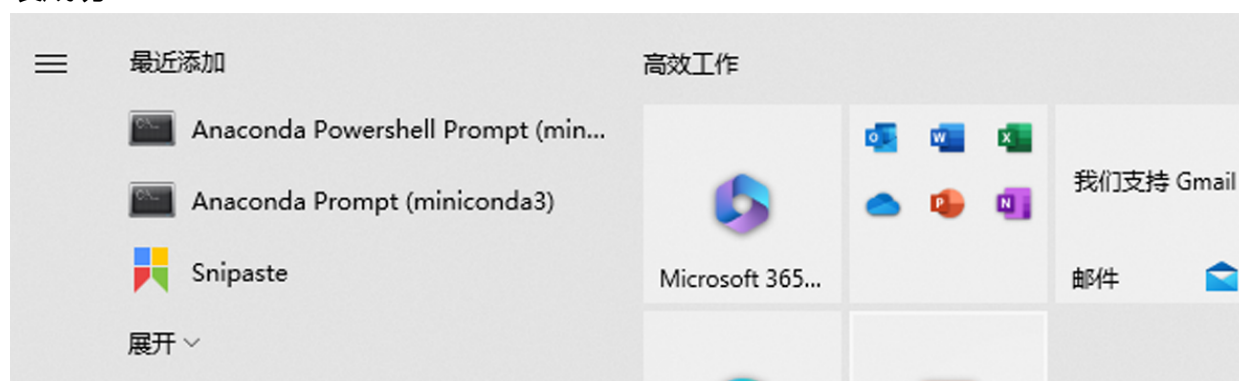 最近添加
Anaconda Powershell Prompt (min...
Anaconda Prompt (miniconda3)
Snipaste
展开
高效工作
Microsoft 365...
我们支持 Gmail
邮件